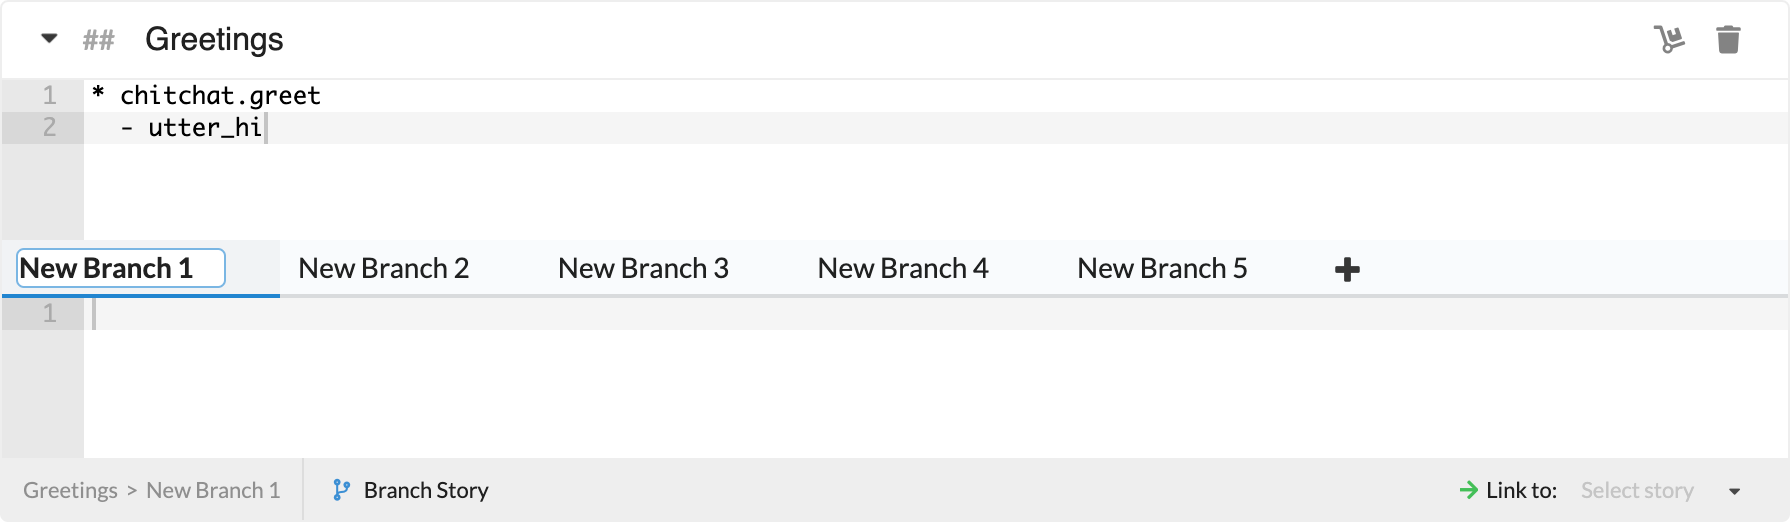 ## Greetings
1 * chitchat.greet
2 - utter_hi
New Branch 1 New Branch 2 New Branch 3 New Branch 4 New Branch 5
1
Greetings > New Branch 1 Branch Story Link to: Select story